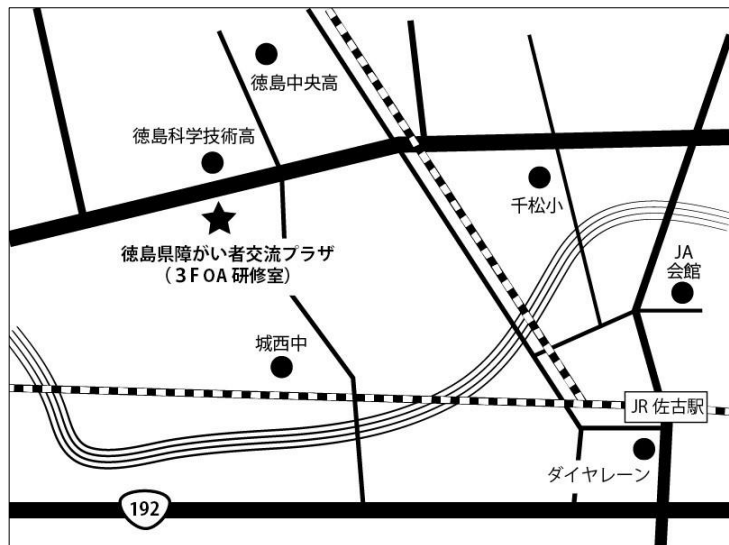 徳島中央高
徳島科学技術高
千松小
徳島県障がい者交流プラザ
（３F OA 研修室）
JA
会館
城西中
JR 佐古駅
ダイヤレーン
192